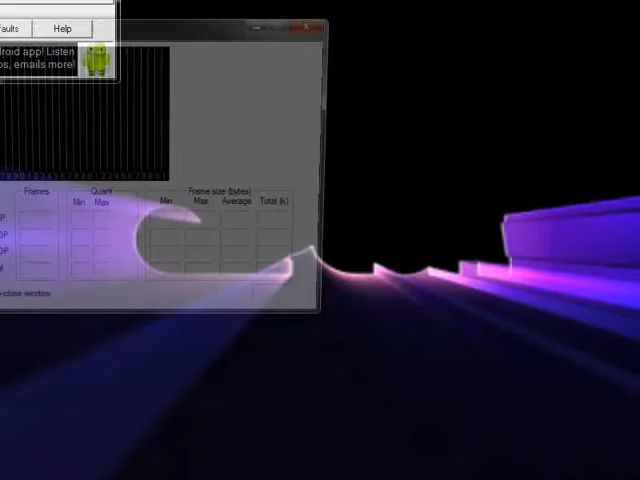 faults
Help
droid app! Listen
os, emails more!
Frames
Quant
Frame size (bytes)
Min
Max
Min
Max
Average
Total (k)
-close window